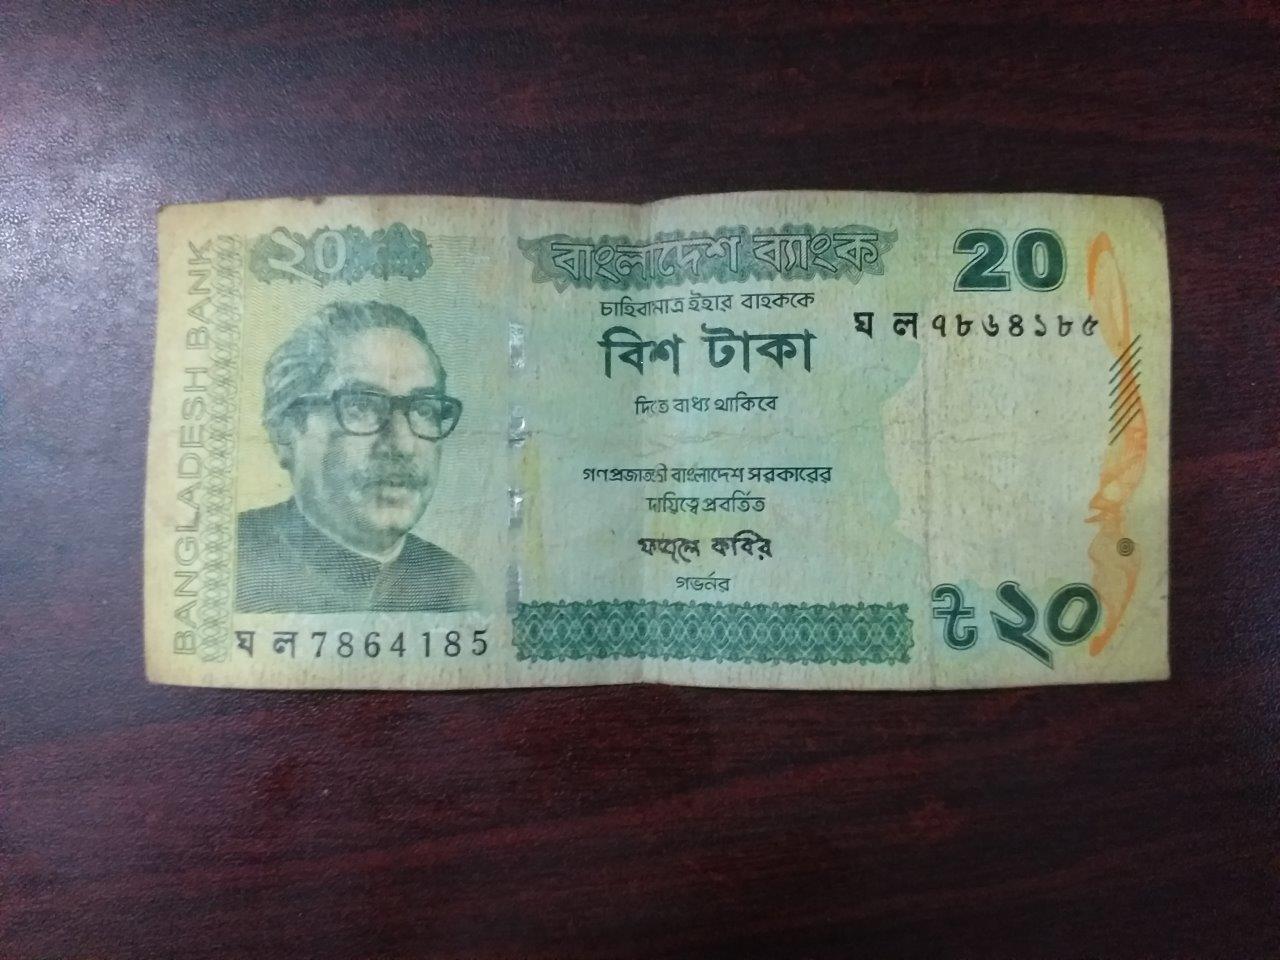 BANGLADESH BANK
২০
বাংলাদেশ ব্যাংক
20
চাহিবামাত্র ইহার বাহককে
ঘ ল ৭৮৬৪১৮৫
বিশ টাকা
দিতে বাধ্য থাকিবে
গণপ্রজাতন্ত্রী বাংলাদেশ সরকারের
দায়িত্বে প্রবর্তিত
ফজলে কবির
গভর্নর
৳ ২০
ঘ ল 7864185